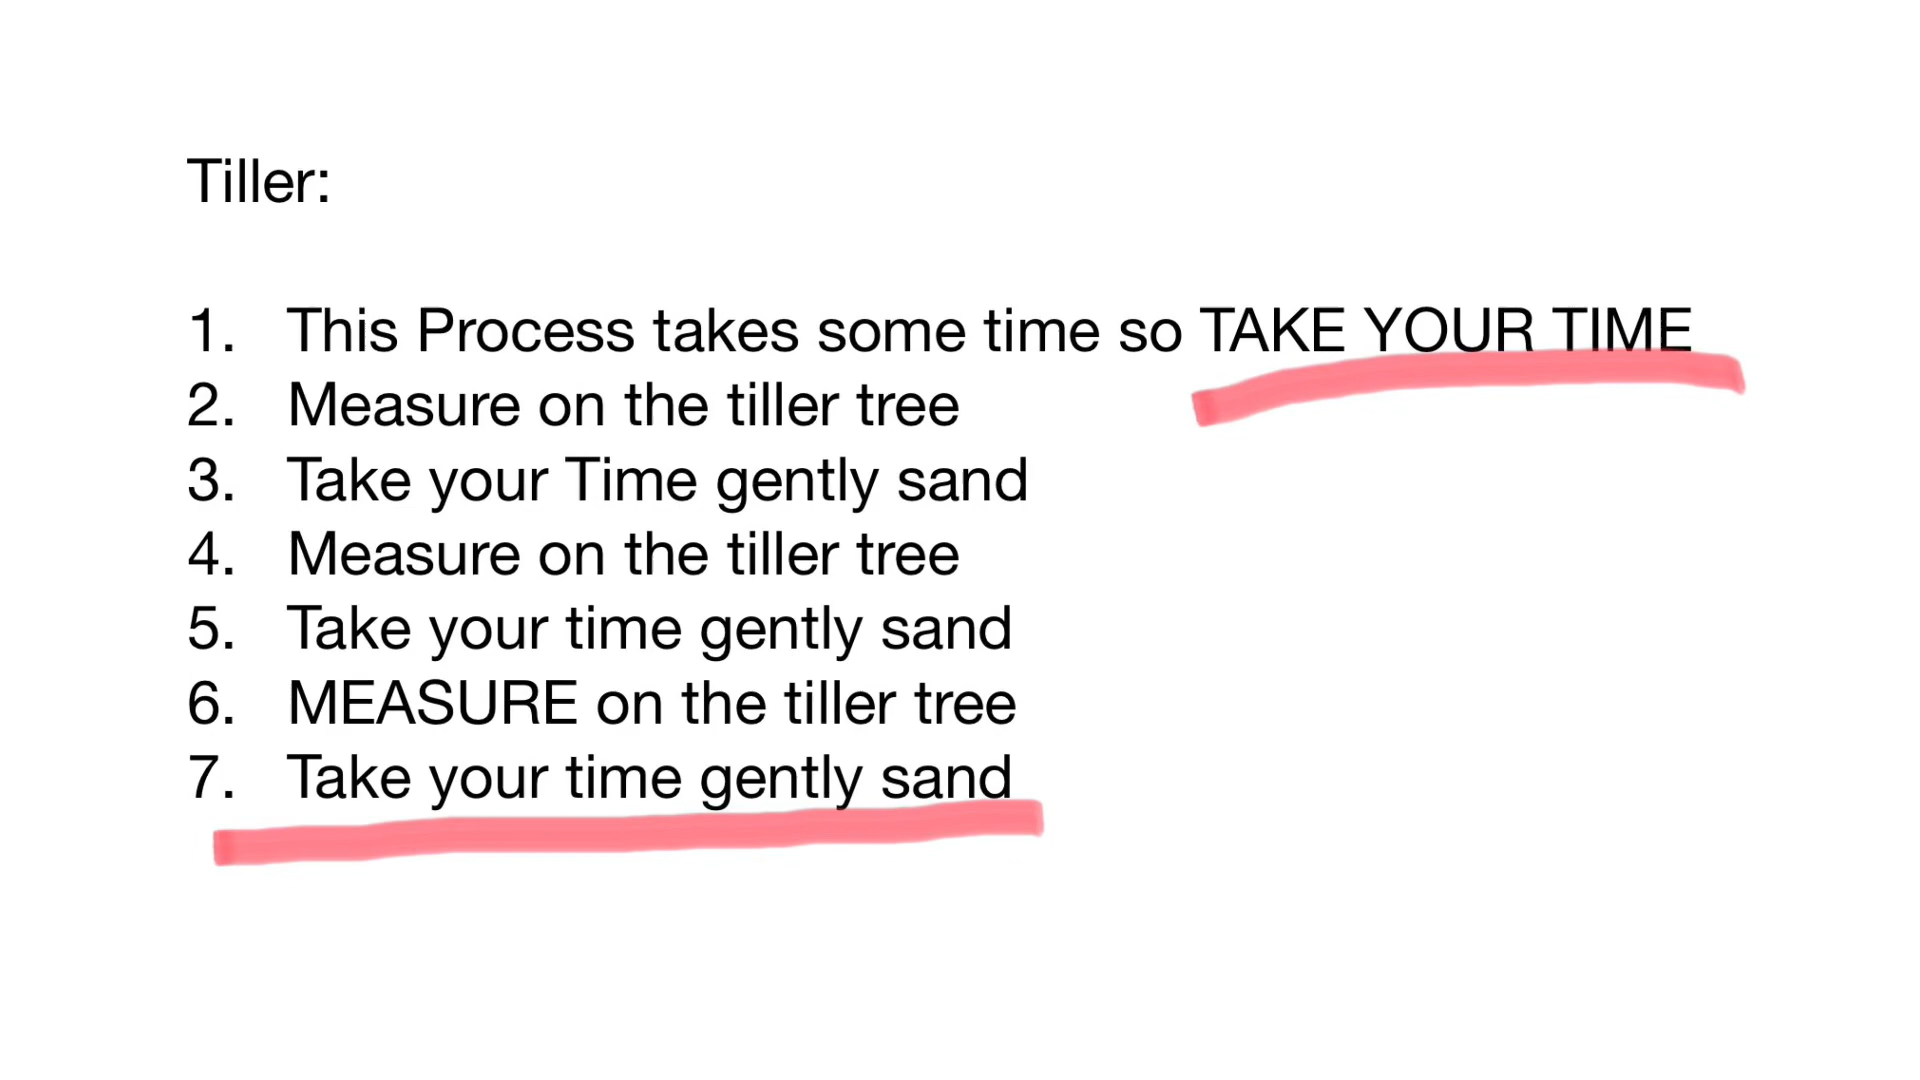 Tiller:
1. This Process takes some time so TAKE YOUR TIME
2. Measure on the tiller tree
3. Take your Time gently sand
4. Measure on the tiller tree
5. Take your time gently sand
6. MEASURE on the tiller tree
7. Take your time gently sand